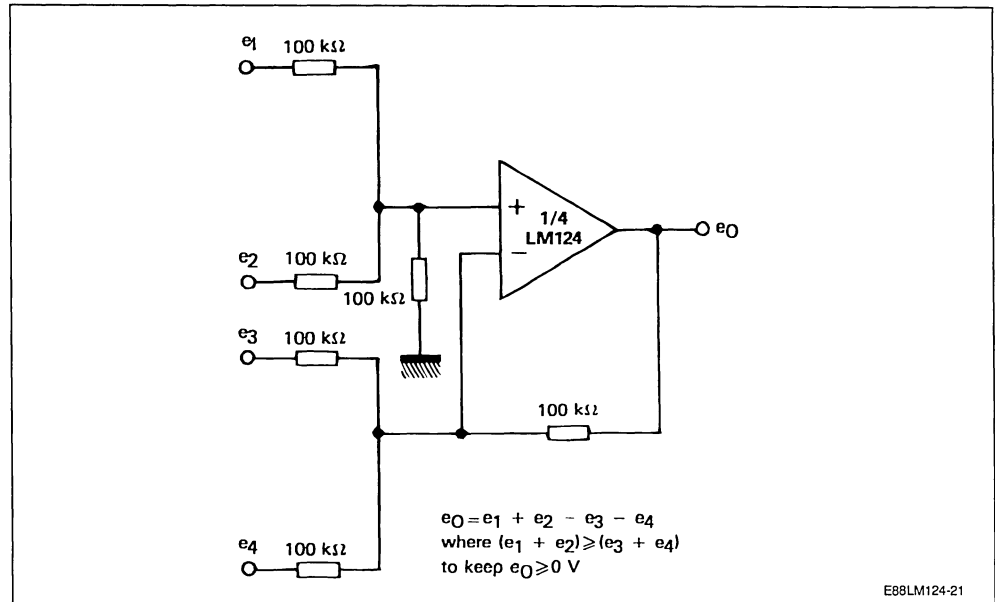 e1 100 kΩ
e2 100 kΩ
100 kΩ
e3 100 kΩ
+
1/4
LM124
−
eO
100 kΩ
e4 100 kΩ
eO = e1 + e2 − e3 − e4
where (e1 + e2) ⩾ (e3 + e4)
to keep eO ⩾ 0 V
E88LM124-21